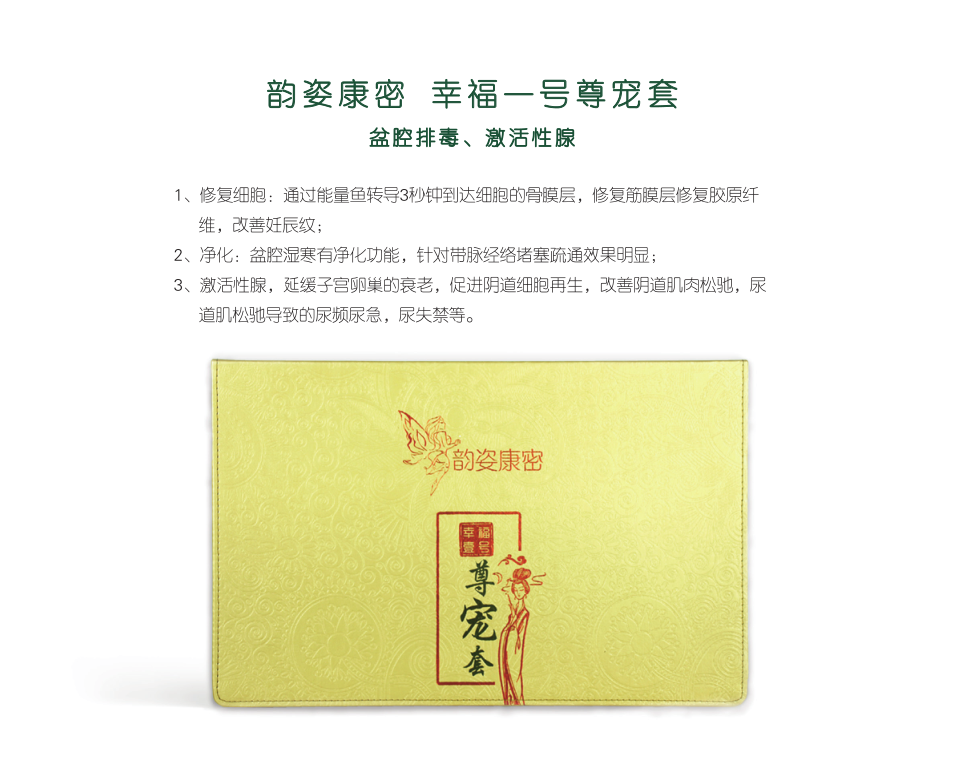 韵姿康密 幸福一号尊宠套
盆腔排毒、激活性腺
1、修复细胞：通过能量鱼转导3秒钟到达细胞的骨膜层，修复筋膜层修复胶原纤
维，改善妊辰纹；
2、净化：盆腔湿寒有净化功能，针对带脉经络堵塞疏通效果明显；
3、激活性腺，延缓子宫卵巢的衰老，促进阴道细胞再生，改善阴道肌肉松驰，尿
道肌松驰导致的尿频尿急，尿失禁等。
韵姿康密
幸福
壹号
尊宠套